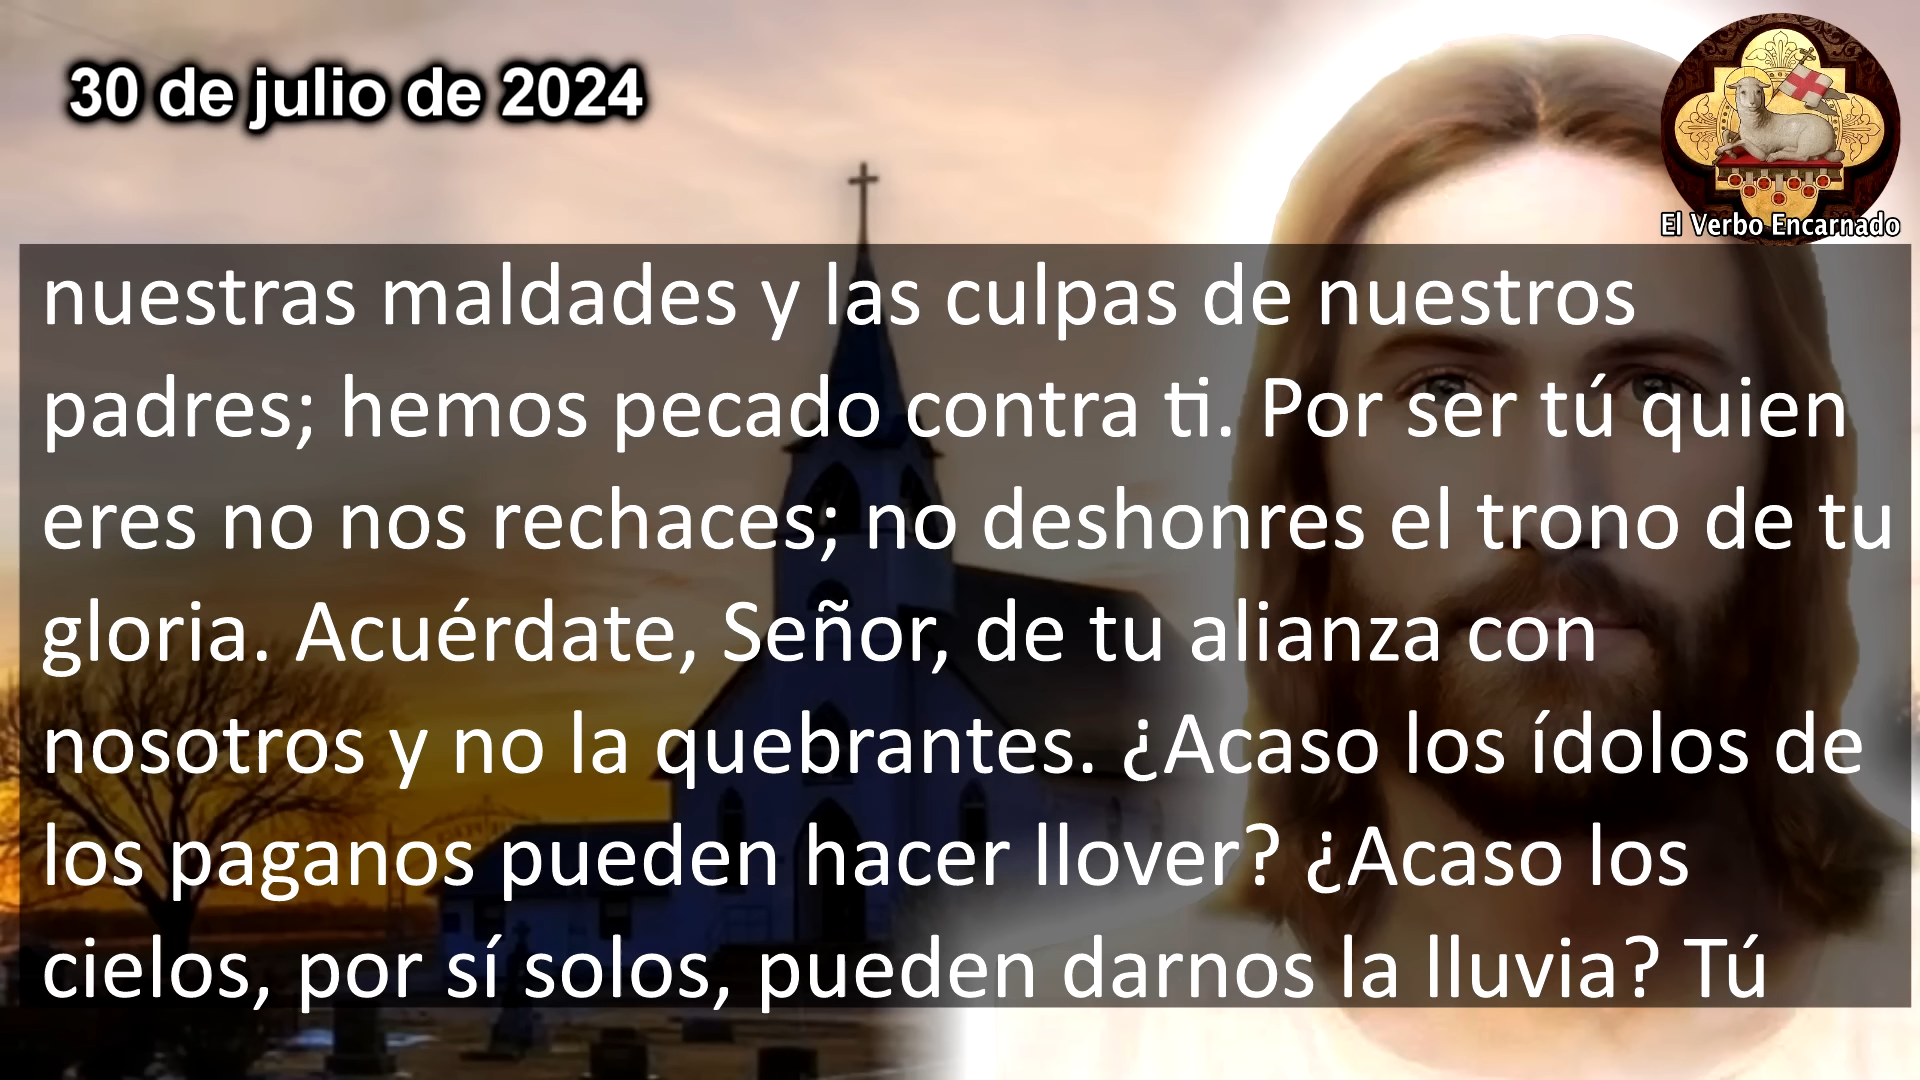 30 de julio de 2024
El Verbo Encarnado
nuestras maldades y las culpas de nuestros
padres; hemos pecado contra ti. Por ser tú quien
eres no nos rechaces; no deshonres el trono de tu
gloria. Acuérdate, Señor, de tu alianza con
nosotros y no la quebrantes. ¿Acaso los ídolos de
los paganos pueden hacer llover? ¿Acaso los
cielos, por sí solos, pueden darnos la lluvia? Tú